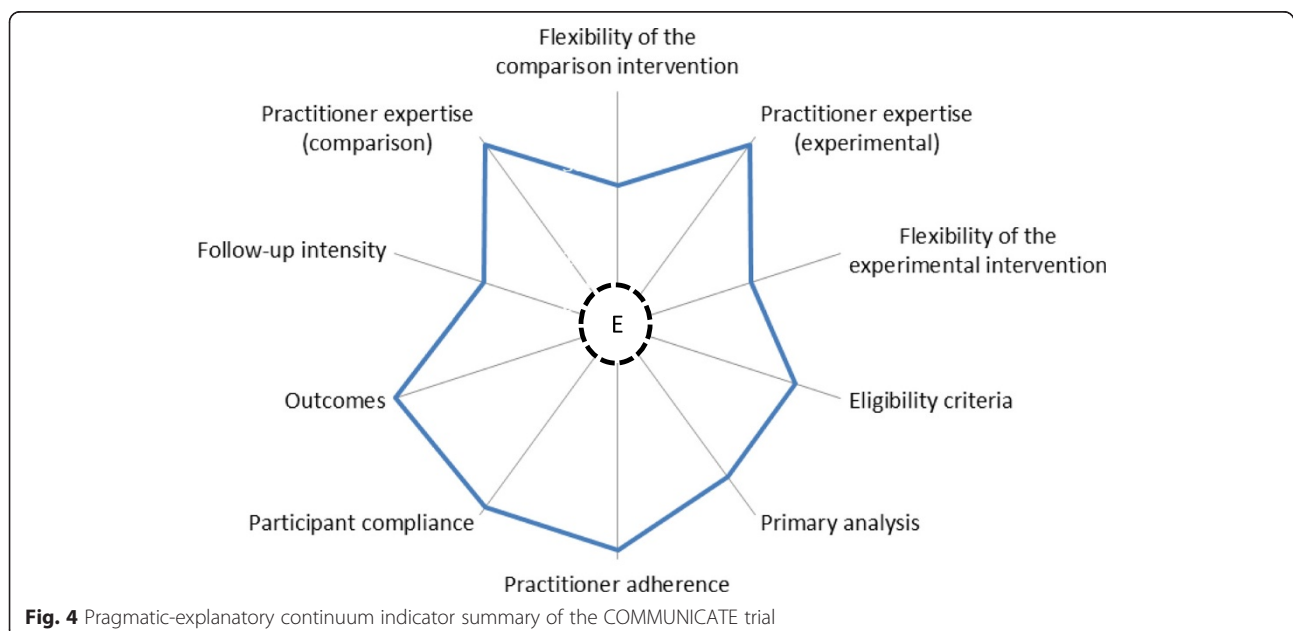 Flexibility of the
comparison intervention
Practitioner expertise
(comparison)
Practitioner expertise
(experimental)
Follow-up intensity
Flexibility of the
experimental intervention
E
Outcomes
Eligibility criteria
Participant compliance
Primary analysis
Practitioner adherence
Fig. 4 Pragmatic-explanatory continuum indicator summary of the COMMUNICATE trial